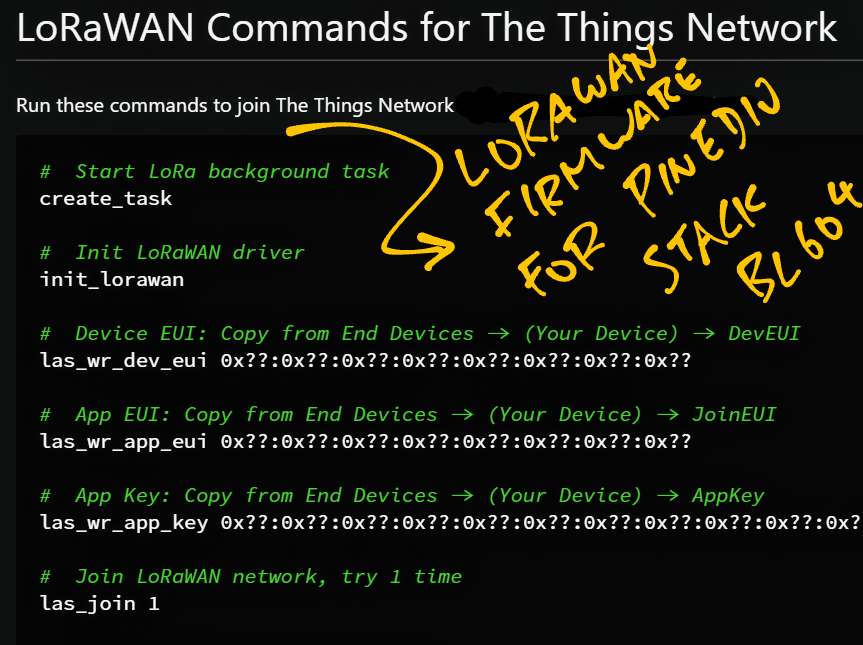 LoRaWAN Commands for The Things Network
Run these commands to join The Things Network
LORAWAN
FIRMWARE
FOR PINEDIO
STACK
BL604
# Start LoRa background task
create_task
# Init LoRaWAN driver
init_lorawan
# Device EUI: Copy from End Devices → (Your Device) → DevEUI
las_wr_dev_eui 0x??:0x??:0x??:0x??:0x??:0x??:0x??:0x??
# App EUI: Copy from End Devices → (Your Device) → JoinEUI
las_wr_app_eui 0x??:0x??:0x??:0x??:0x??:0x??:0x??:0x??
# App Key: Copy from End Devices → (Your Device) → AppKey
las_wr_app_key 0x??:0x??:0x??:0x??:0x??:0x??:0x??:0x??:0x??:0x??:0x?
# Join LoRaWAN network, try 1 time
las_join 1